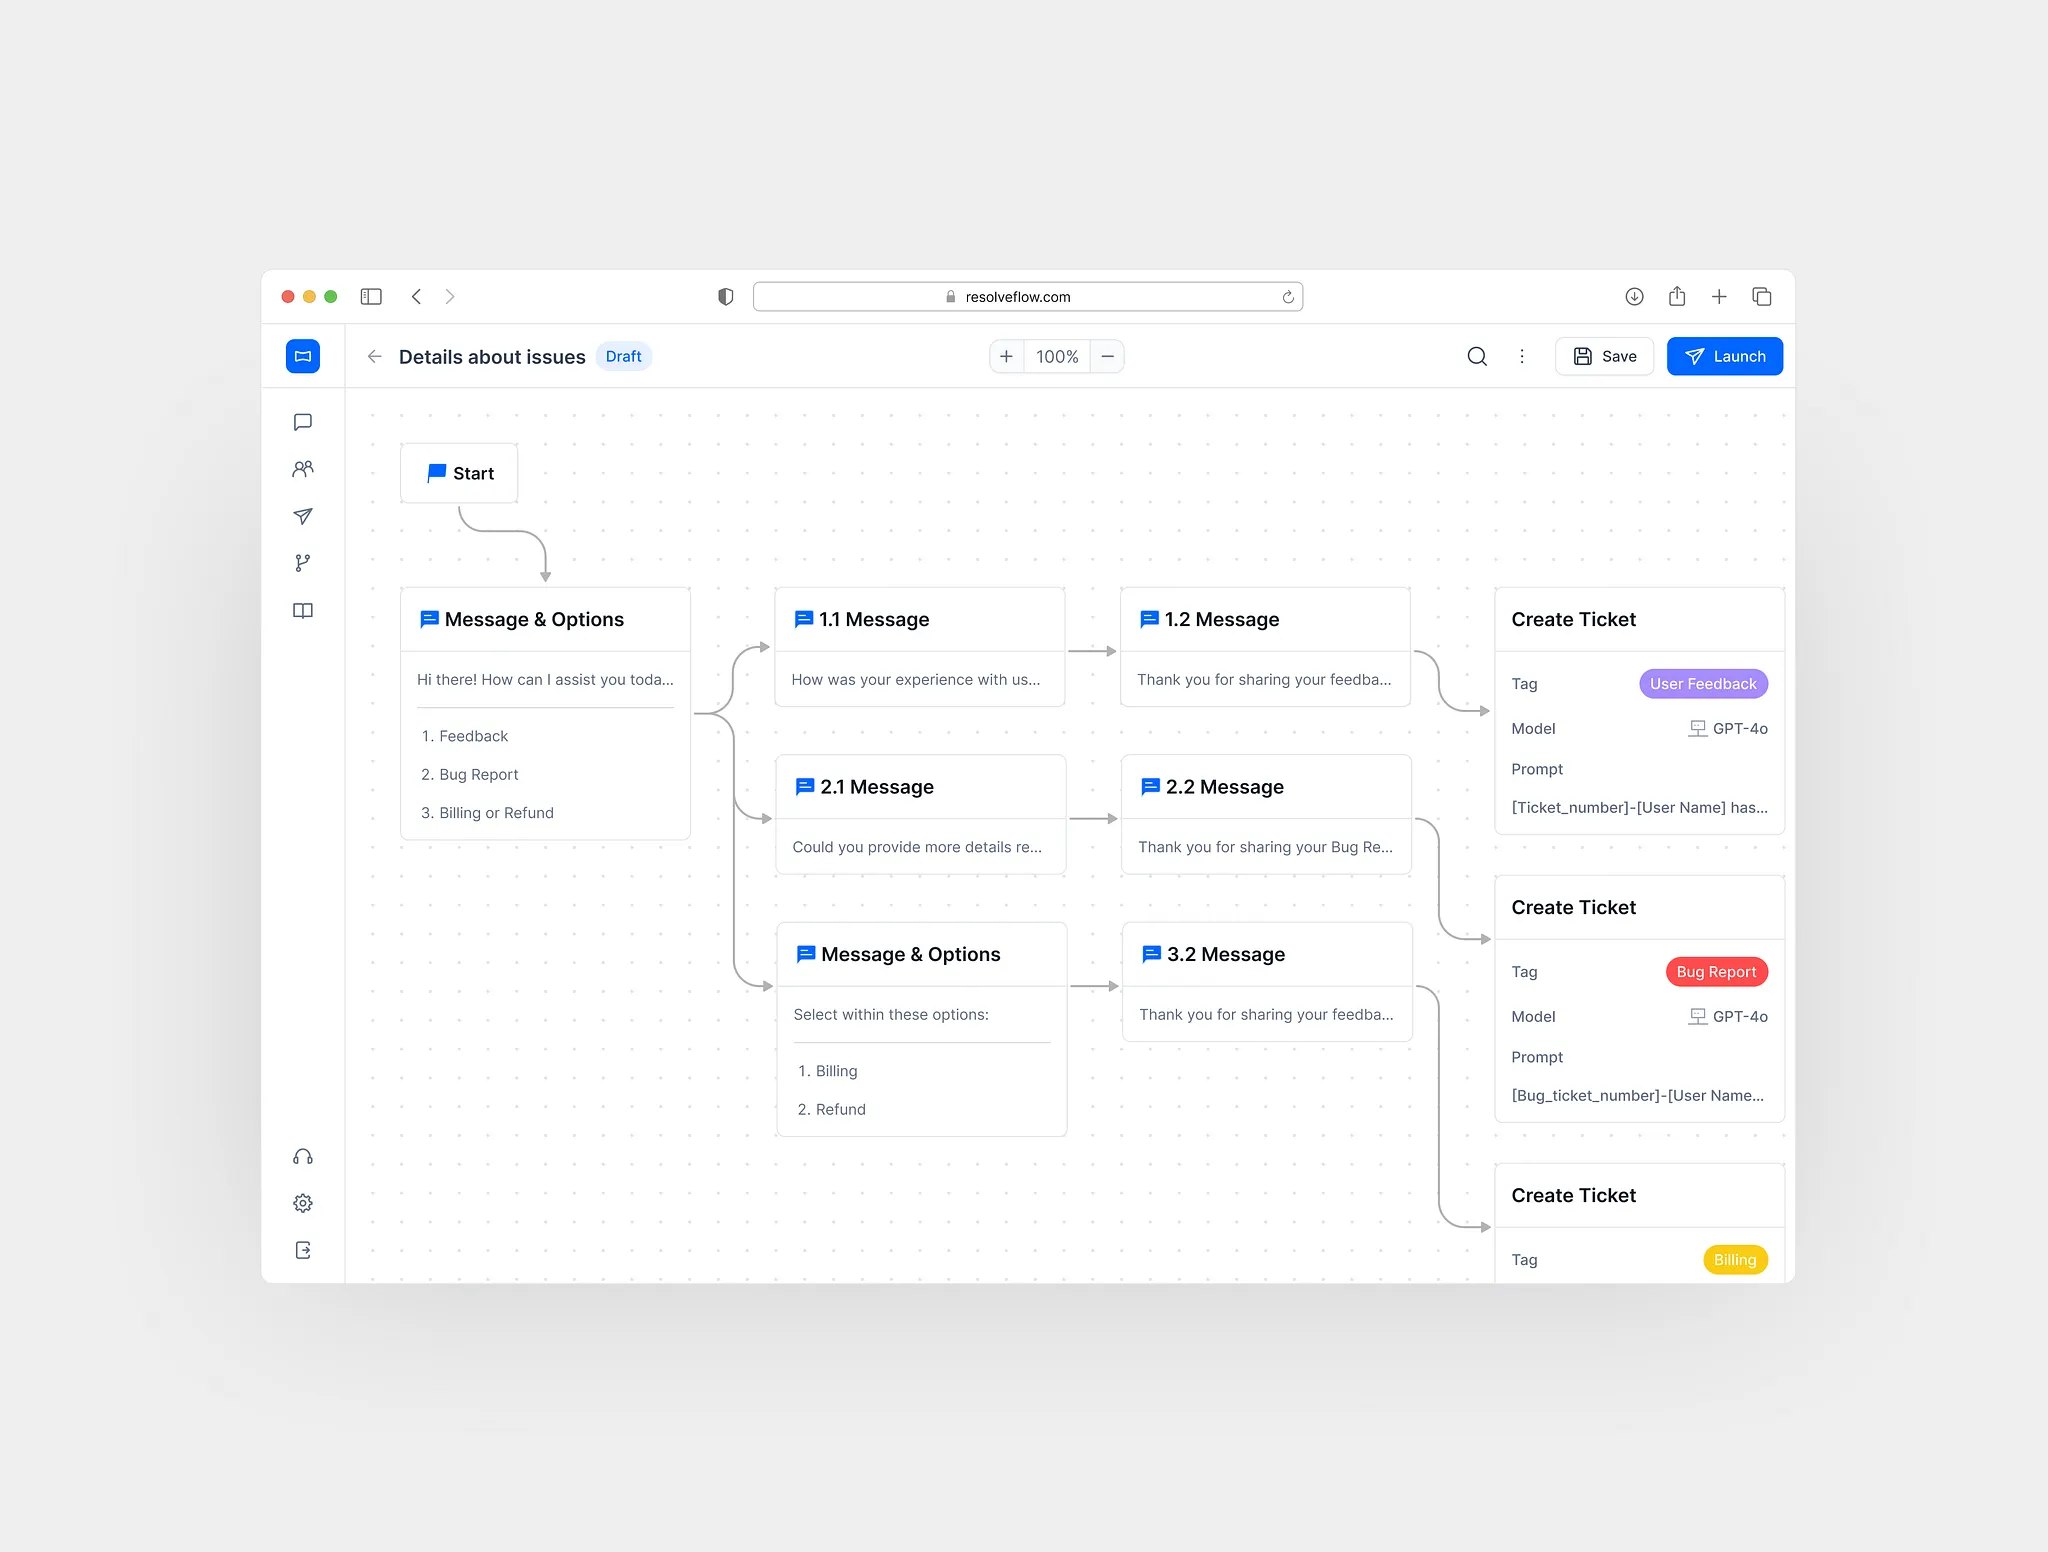 resolveflow.com
Details about issues
Draft
100%
Save
Launch
Start
Message & Options
Hi there! How can I assist you toda...
1. Feedback
2. Bug Report
3. Billing or Refund
1.1 Message
How was your experience with us...
1.2 Message
Thank you for sharing your feedba...
Create Ticket
Tag
User Feedback
Model
GPT-4o
Prompt
[Ticket_number]-[User Name] has...
2.1 Message
Could you provide more details re...
2.2 Message
Thank you for sharing your Bug Re...
Create Ticket
Tag
Bug Report
Model
GPT-4o
Prompt
[Bug_ticket_number]-[User Name...
Message & Options
Select within these options:
1. Billing
2. Refund
3.2 Message
Thank you for sharing your feedba...
Create Ticket
Tag
Billing